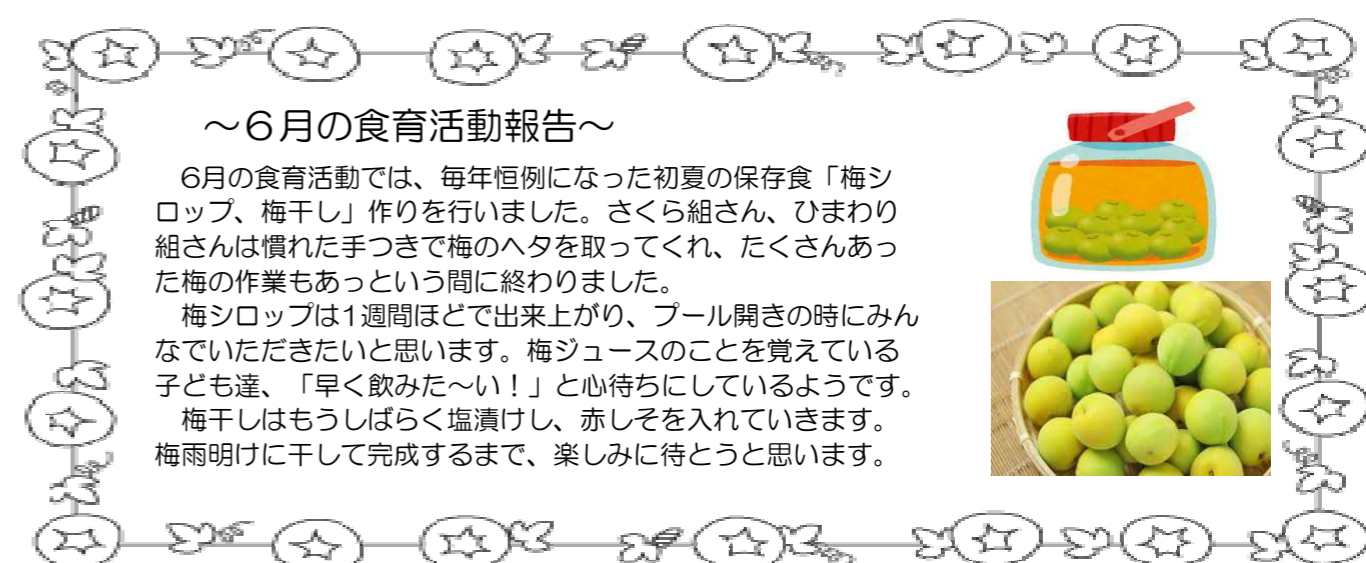 ～６月の食育活動報告～
6月の食育活動では、毎年恒例になった初夏の保存食「梅シ
ロップ、梅干し」作りを行いました。さくら組さん、ひまわり
組さんは慣れた手つきで梅のヘタを取ってくれ、たくさんあっ
た梅の作業もあっという間に終わりました。
梅シロップは1週間ほどで出来上がり、プール開きの時にみん
なでいただきたいと思います。梅ジュースのことを覚えている
子ども達、「早く飲みた～い！」と心待ちにしているようです。
梅干しはもうしばらく塩漬けし、赤しそを入れていきます。
梅雨明けに干して完成するまで、楽しみに待とうと思います。